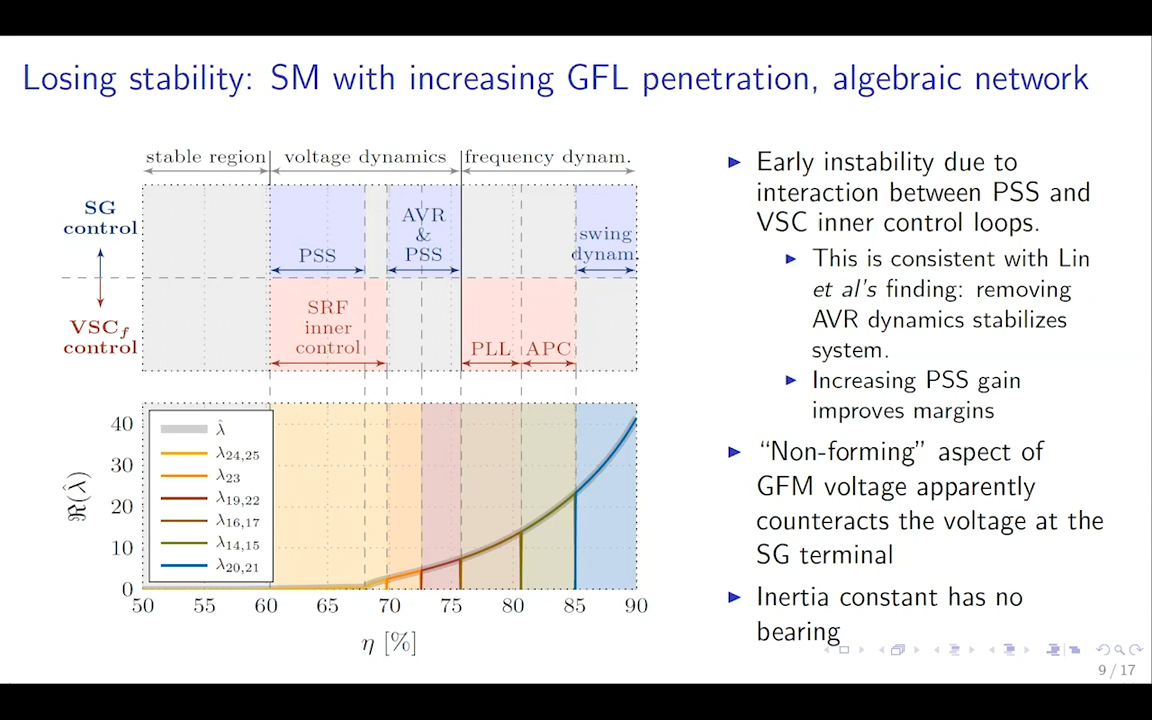 Losing stability: SM with increasing GFL penetration, algebraic network
stable region
voltage dynamics
frequency dynam.
SG
control
VSC_f
control
PSS
AVR
&
PSS
swing
dynam.
SRF
inner
control
PLL
APC
ℜ(λ̂)
40
30
20
10
0
λ̂
λ24,25
λ23
λ19,22
λ16,17
λ14,15
λ20,21
50 55 60 65 70 75 80 85 90
η [%]
▶ Early instability due to
interaction between PSS and
VSC inner control loops.
▶ This is consistent with Lin
et al's finding: removing
AVR dynamics stabilizes
system.
▶ Increasing PSS gain
improves margins
▶ “Non-forming” aspect of
GFM voltage apparently
counteracts the voltage at the
SG terminal
▶ Inertia constant has no
bearing
9 / 17